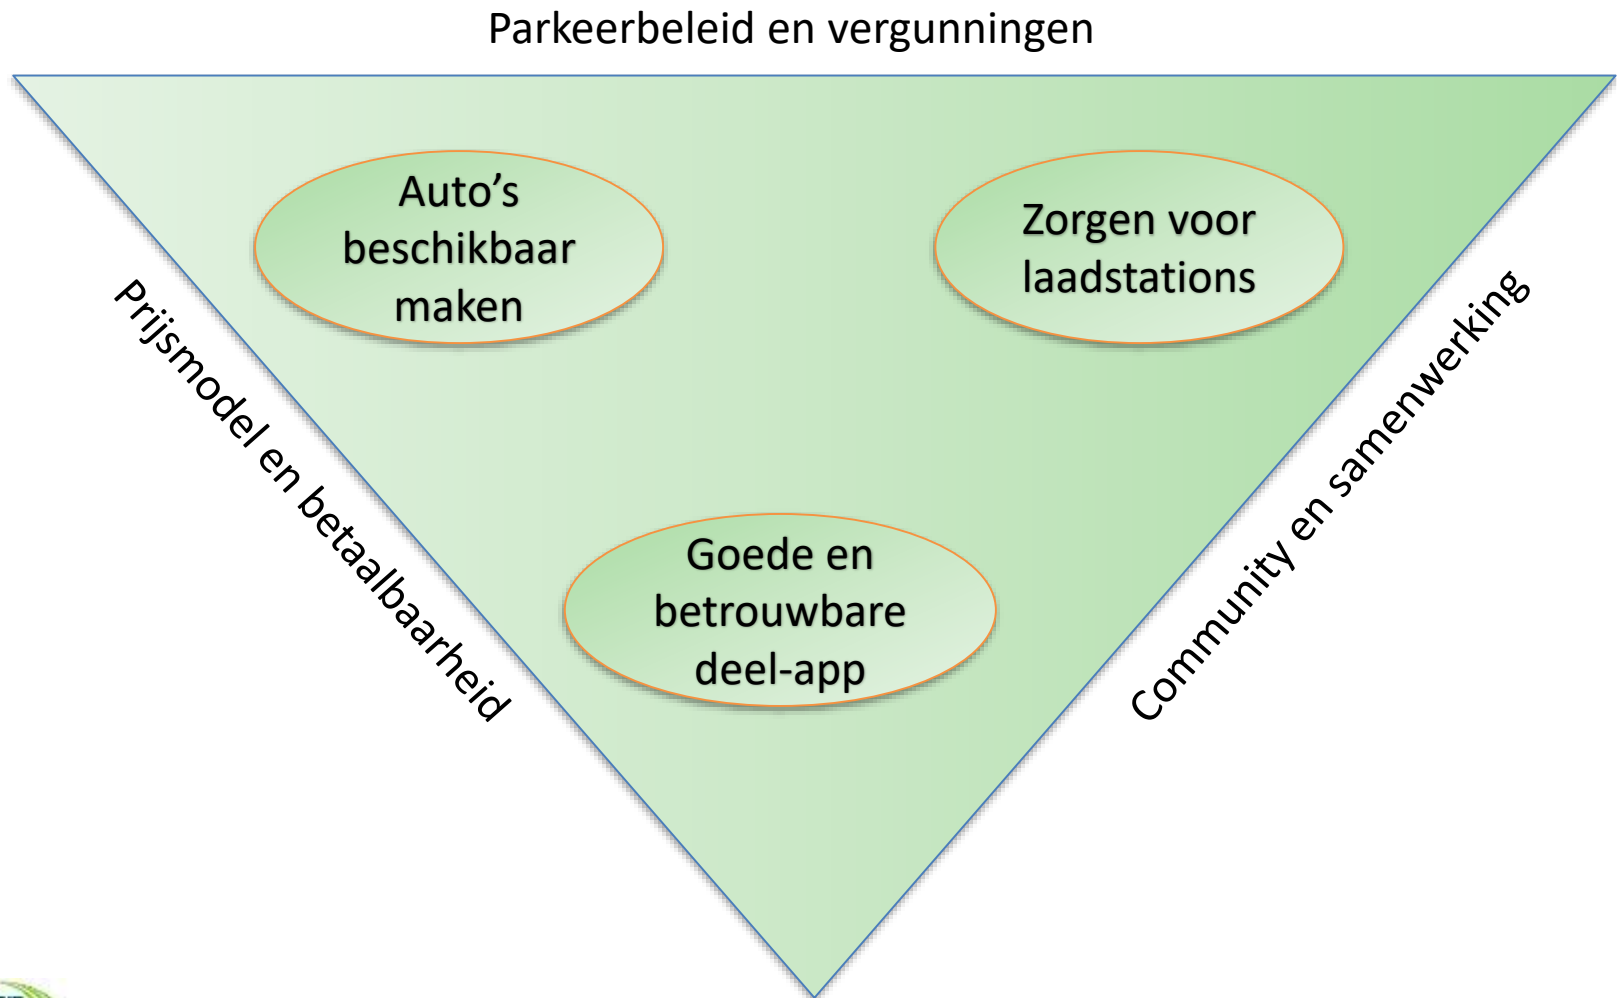 Parkeerbeleid en vergunningen
Auto’s
beschikbaar
maken
Zorgen voor
laadstations
Prijsmodel en betaalbaarheid
Community en samenwerking
Goede en
betrouwbare
deel-app